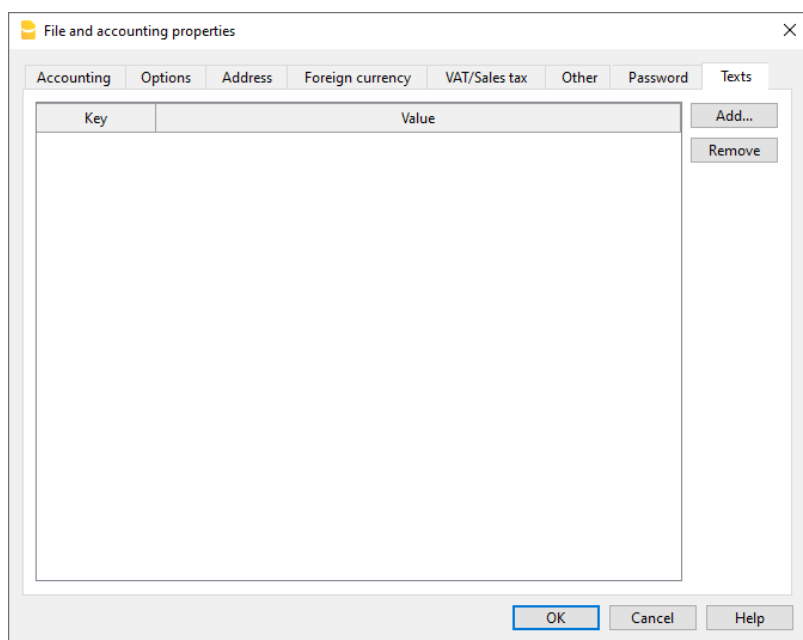 File and accounting properties
Accounting Options Address Foreign currency VAT/Sales tax Other Password Texts
Key Value
Add...
Remove
OK Cancel Help